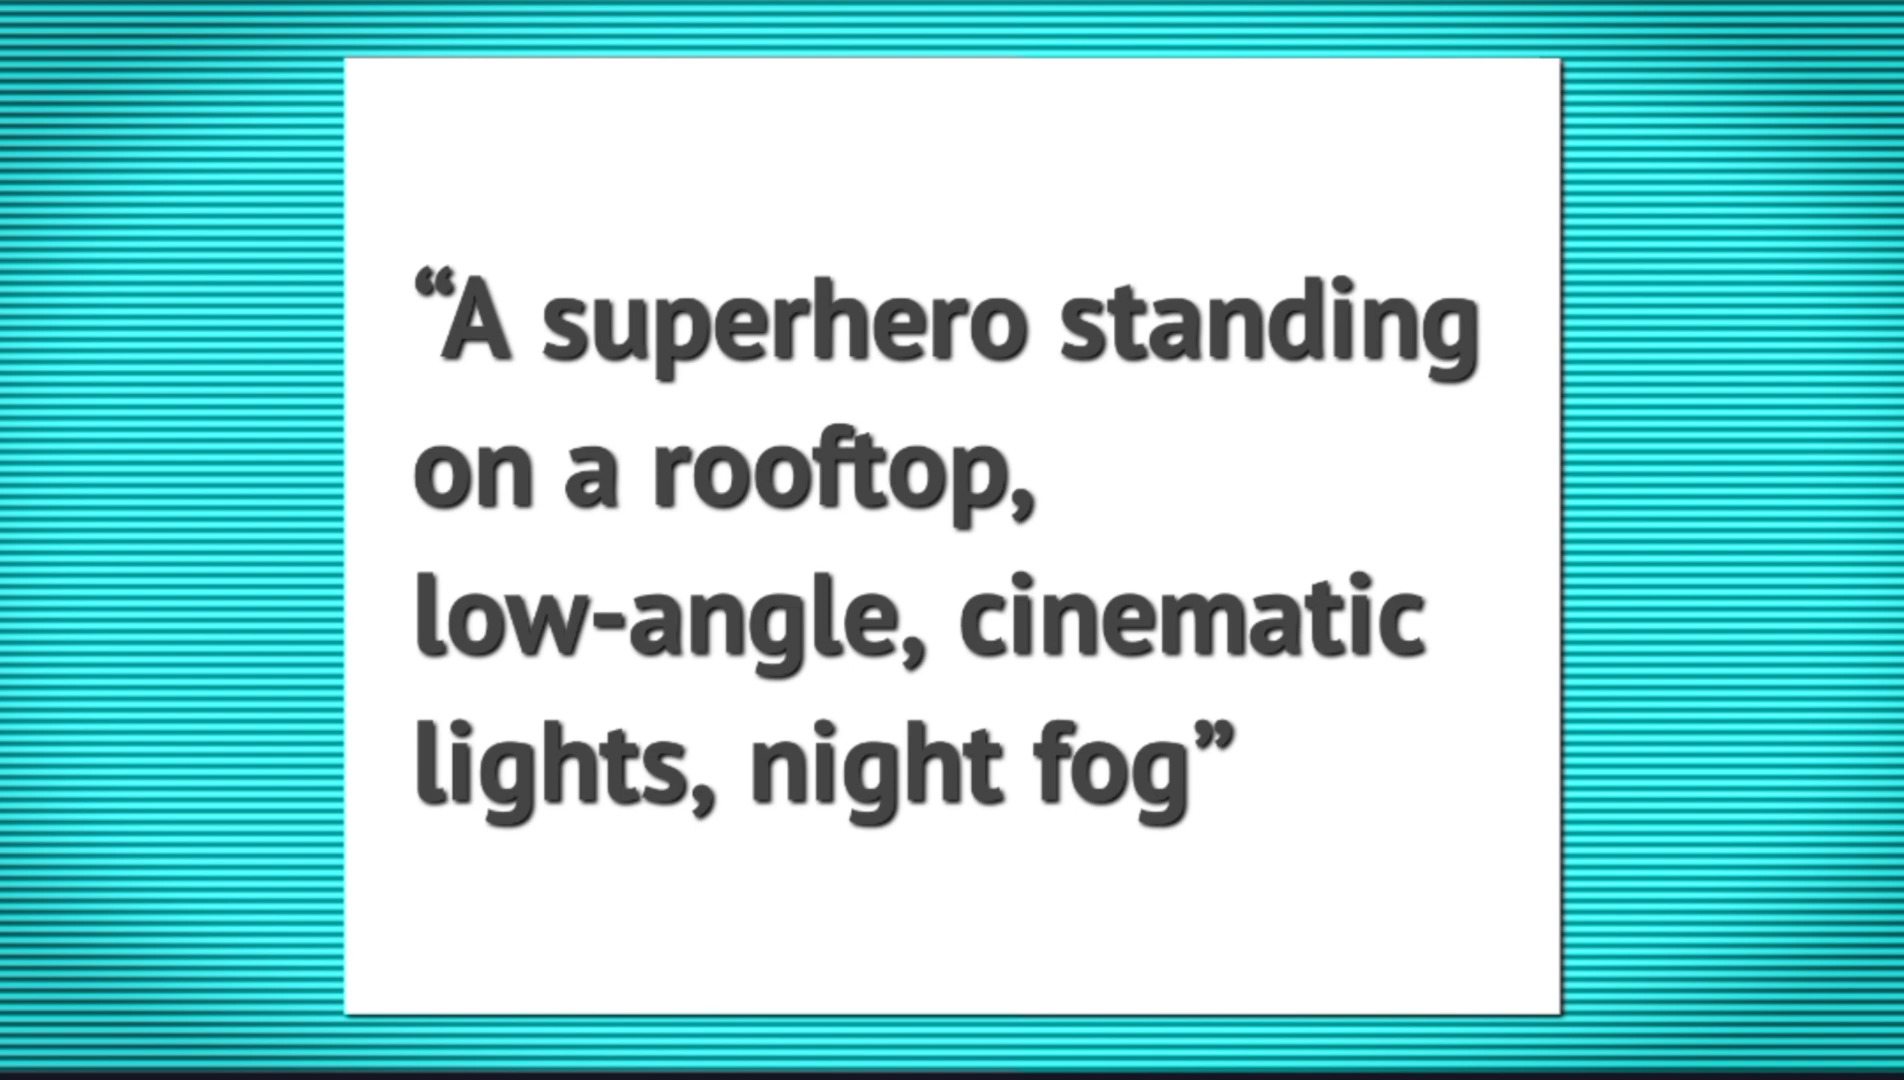 “A superhero standing
on a rooftop,
low-angle, cinematic
lights, night fog”